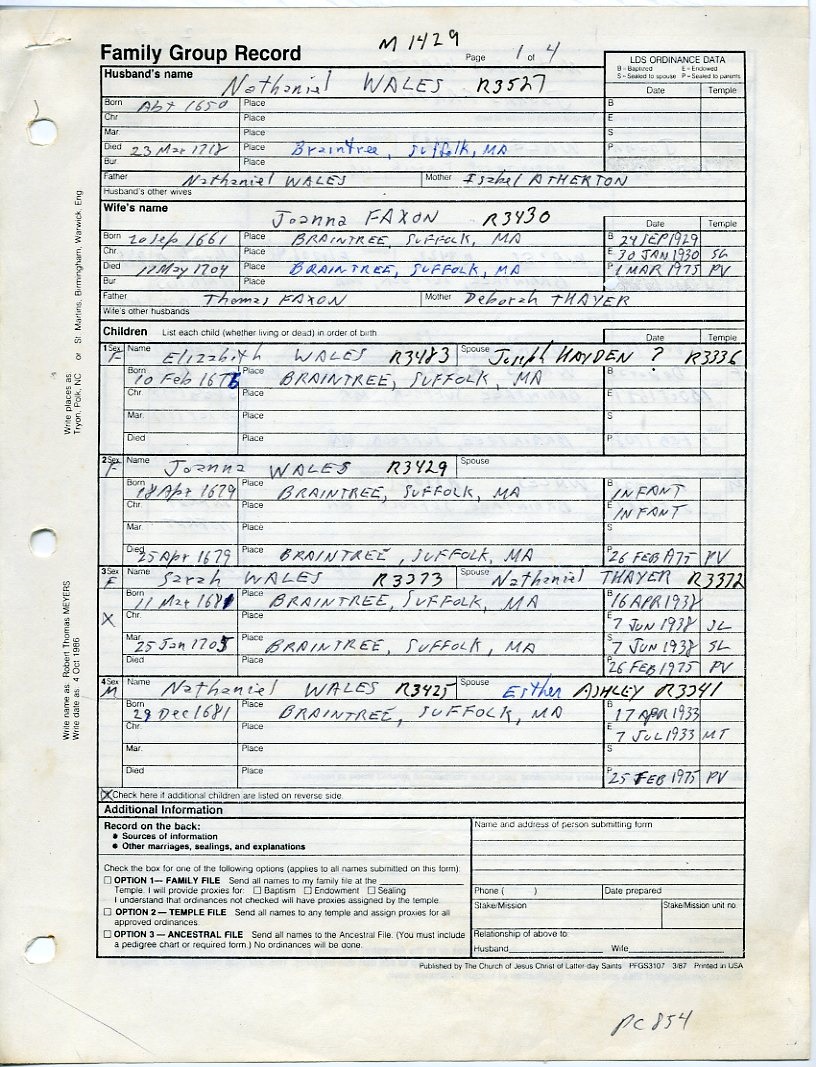 M 1429
Family Group Record
Page 1 of 4
LDS ORDINANCE DATA
B - Baptized E - Endowed
S - Sealed to spouse P - Sealed to parents
Husband's name
Nathaniel WALES R3527
Date Temple
Born Abt 1650 Place B
Chr. Place E
Mar. Place S
Died 23 Mar 1718 Place Braintree, Suffolk, MA P
Bur. Place
Father Nathaniel WALES Mother Isabel ATHERTON
Husband's other wives
Wife's name
Joanna FAXON R3430
Date Temple
Born 20 Sep 1661 Place BRAINTREE, SUFFOLK, MA B 24 SEP 1929
Chr. Place E 30 JAN 1930 SL
Died 17 May 1704 Place BRAINTREE, SUFFOLK, MA P 1 MAR 1975 PV
Bur. Place
Father Thomas FAXON Mother Deborah THAYER
Wife's other husbands
Children List each child (whether living or dead) in order of birth
Date Temple
1 Sex F Name Elizabeth WALES R3483 Spouse Joseph HAYDEN ? R3336
Born 10 Feb 1676 Place BRAINTREE, SUFFOLK, MA B
Chr. Place E
Mar. Place S
Died Place P
2 Sex F Name Joanna WALES R3429 Spouse
Born 18 Apr 1679 Place BRAINTREE, SUFFOLK, MA B INFANT
Chr. Place E INFANT
Mar. Place S
Died 25 Apr 1679 Place BRAINTREE, SUFFOLK, MA P 26 FEB 1975 PV
3 Sex F Name Sarah WALES R3373 Spouse Nathaniel THAYER R3372
Born 11 Mar 1681 Place BRAINTREE, SUFFOLK, MA B 16 APR 1938
X Chr. Place E 7 JUN 1938 SL
Mar. 25 Jan 1705 Place BRAINTREE, SUFFOLK, MA S 7 JUN 1938 SL
Died Place P 26 FEB 1975 PV
4 Sex M Name Nathaniel WALES R3425 Spouse Esther ASHLEY R3341
Born 29 Dec 1681 Place BRAINTREE, SUFFOLK, MA B 17 APR 1933
Chr. Place E 7 JUL 1933 MT
Mar. Place S
Died Place P 25 FEB 1975 PV
X Check here if additional children are listed on reverse side.
Additional Information
Record on the back:
• Sources of information
• Other marriages, sealings, and explanations
Check the box for one of the following options (applies to all names submitted on this form):
☐ OPTION 1— FAMILY FILE Send all names to my family file at the
Temple. I will provide proxies for: ☐ Baptism ☐ Endowment ☐ Sealing
I understand that ordinances not checked will have proxies assigned by the temple.
☐ OPTION 2 — TEMPLE FILE Send all names to any temple and assign proxies for all
approved ordinances.
☐ OPTION 3 — ANCESTRAL FILE Send all names to the Ancestral File. (You must include
a pedigree chart or required form.) No ordinances will be done.
Name and address of person submitting form
Phone ( ) Date prepared
Stake/Mission Stake/Mission unit no.
Relationship of above to:
Husband Wife
Published by The Church of Jesus Christ of Latter-day Saints PFGS3107 3/87 Printed in USA
Write places as: Tryon, Polk, NC or St. Martins, Birmingham, Warwick, Eng
Write name as: Robert Thomas MEYERS
Write date as: 4 Oct 1986
PC 854